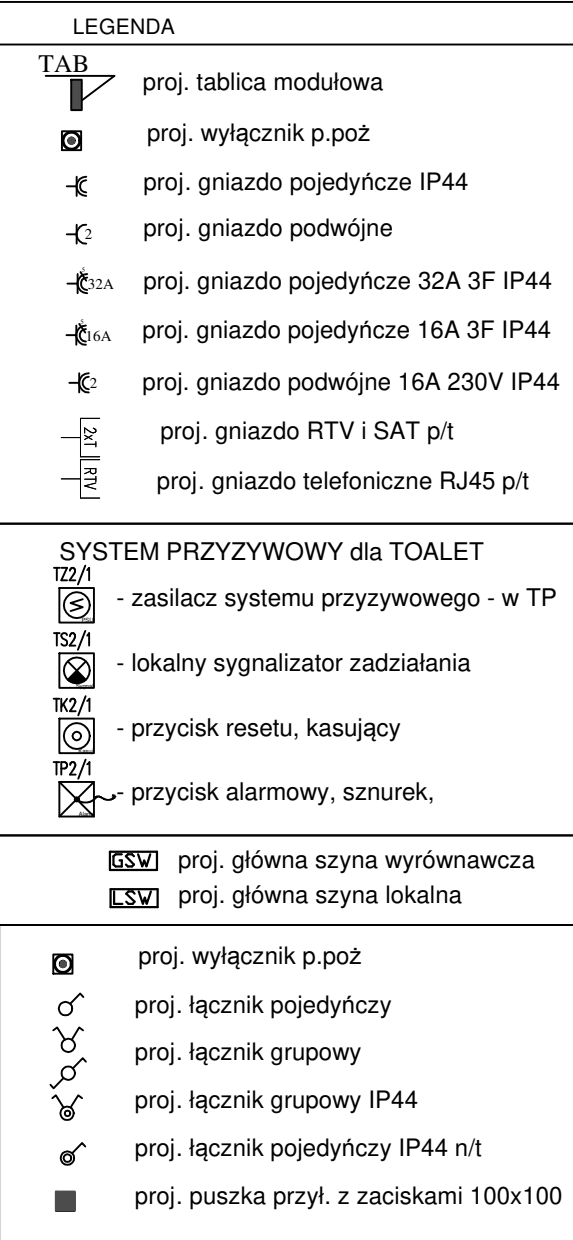 LEGENDA
TAB
proj. tablica modułowa
proj. wyłącznik p.poż
proj. gniazdo pojedyńcze IP44
2 proj. gniazdo podwójne
s 32A proj. gniazdo pojedyńcze 32A 3F IP44
s 16A proj. gniazdo pojedyńcze 16A 3F IP44
2 proj. gniazdo podwójne 16A 230V IP44
2xT proj. gniazdo RTV i SAT p/t
RTV proj. gniazdo telefoniczne RJ45 p/t
SYSTEM PRZYZYWOWY dla TOALET
TZ2/1
- zasilacz systemu przyzywowego - w TP
TS2/1
- lokalny sygnalizator zadziałania
TK2/1
- przycisk resetu, kasujący
TP2/1
- przycisk alarmowy, sznurek,
GSW proj. główna szyna wyrównawcza
LSW proj. główna szyna lokalna
proj. wyłącznik p.poż
proj. łącznik pojedyńczy
proj. łącznik grupowy
proj. łącznik grupowy IP44
proj. łącznik pojedyńczy IP44 n/t
proj. puszka przył. z zaciskami 100x100